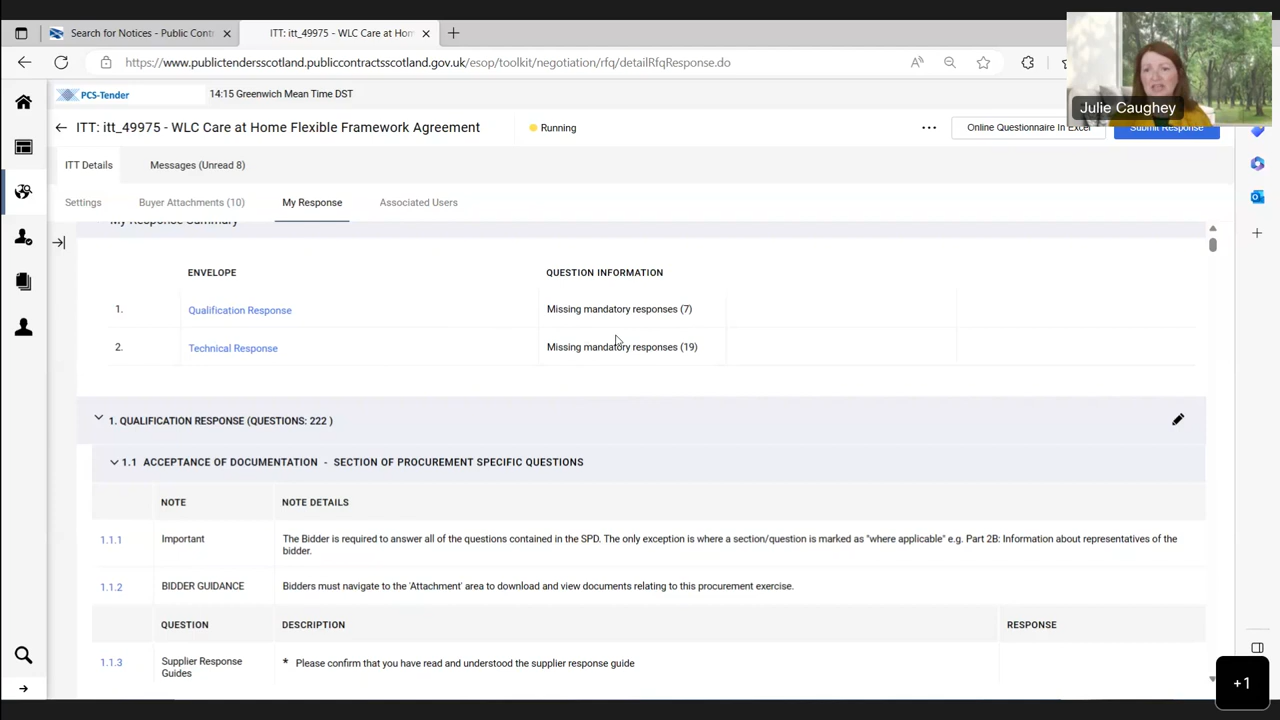 Search for Notices - Public Cont
ITT: itt_49975 - WLC Care at Hom
https://www.publictendersscotland.publiccontractsscotland.gov.uk/esop/toolkit/negotiation/rfq/detailRfqResponse.do
Julie Caughey
PCS-Tender
14:15 Greenwich Mean Time DST
ITT: itt_49975 - WLC Care at Home Flexible Framework Agreement
Running
Online Questionnaire In Excel
Submit Response
ITT Details
Messages (Unread 8)
Settings
Buyer Attachments (10)
My Response
Associated Users
My Response Summary
ENVELOPE
QUESTION INFORMATION
1.
Qualification Response
Missing mandatory responses (7)
2.
Technical Response
Missing mandatory responses (19)
1. QUALIFICATION RESPONSE (QUESTIONS: 222 )
1.1 ACCEPTANCE OF DOCUMENTATION - SECTION OF PROCUREMENT SPECIFIC QUESTIONS
NOTE
NOTE DETAILS
1.1.1
Important
The Bidder is required to answer all of the questions contained in the SPD. The only exception is where a section/question is marked as "where applicable" e.g. Part 2B: Information about representatives of the
bidder.
1.1.2
BIDDER GUIDANCE
Bidders must navigate to the 'Attachment' area to download and view documents relating to this procurement exercise.
QUESTION
DESCRIPTION
RESPONSE
1.1.3
Supplier Response
Guides
* Please confirm that you have read and understood the supplier response guide
+1